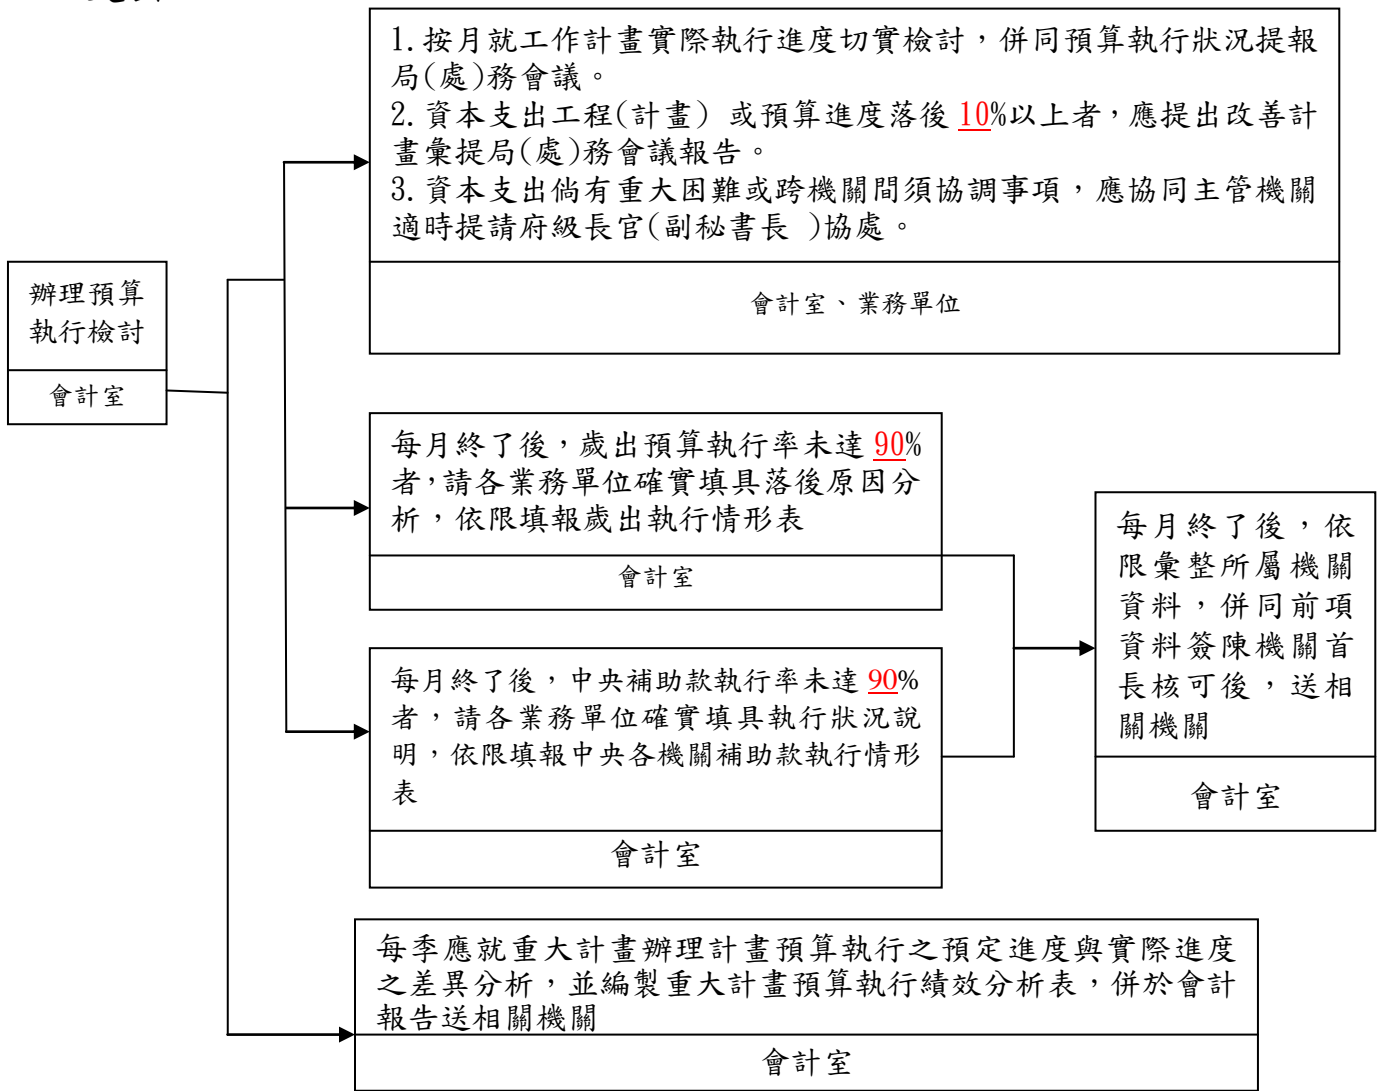 1.按月就工作計畫實際執行進度切實檢討，併同預算執行狀況提報
局(處)務會議。
2.資本支出工程(計畫) 或預算進度落後 10%以上者，應提出改善計
畫彙提局(處)務會議報告。
3.資本支出倘有重大困難或跨機關間須協調事項，應協同主管機關
適時提請府級長官(副秘書長 )協處。
會計室、業務單位
辦理預算
執行檢討
會計室
每月終了後，歲出預算執行率未達 90%
者，請各業務單位確實填具落後原因分
析，依限填報歲出執行情形表
會計室
每月終了後，中央補助款執行率未達 90%
者，請各業務單位確實填具執行狀況說
明，依限填報中央各機關補助款執行情形
表
會計室
每月終了後，依
限彙整所屬機關
資料，併同前項
資料簽陳機關首
長核可後，送相
關機關
會計室
每季應就重大計畫辦理計畫預算執行之預定進度與實際進度
之差異分析，並編製重大計畫預算執行績效分析表，併於會計
報告送相關機關
會計室